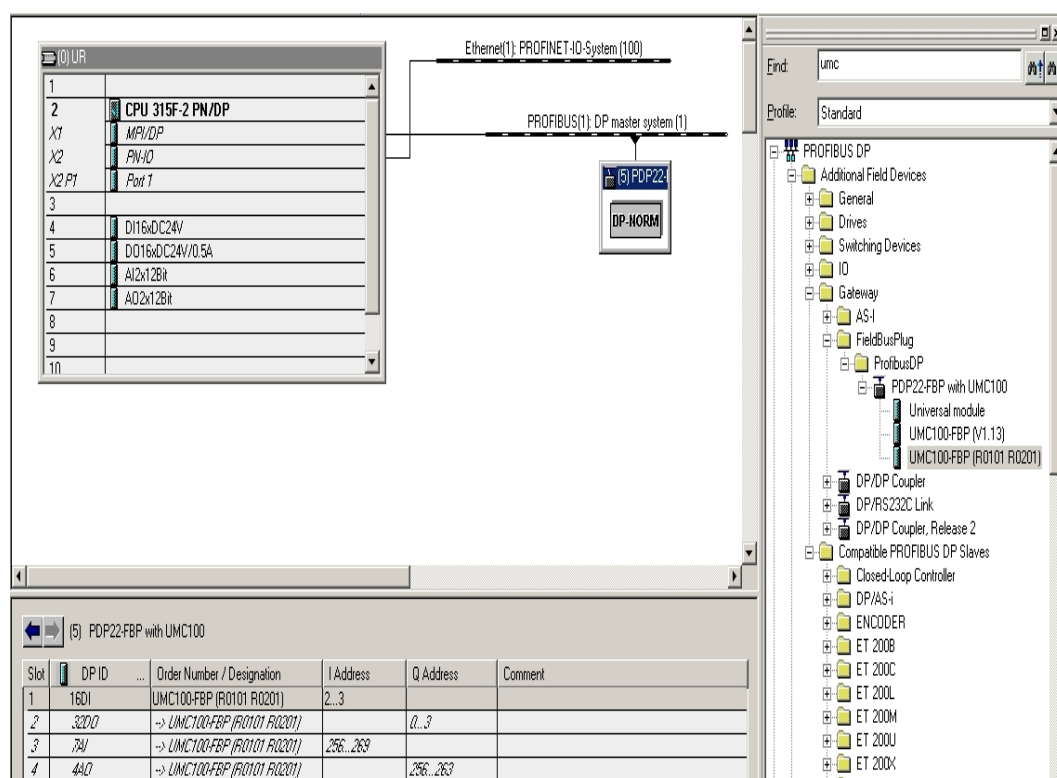 (0) UR
1
2 CPU 315F-2 PN/DP
X1 MPI/DP
X2 PN-IO
X2 P1 Port 1
3
4 DI16xDC24V
5 DO16xDC24V/0.5A
6 AI2x12Bit
7 AO2x12Bit
8
9
10
Ethernet(1): PROFINET-IO-System (100)
PROFIBUS(1): DP master system (1)
(5) PDP22-
DP-NORM
(5) PDP22-FBP with UMC100
Slot DP ID ... Order Number / Designation I Address Q Address Comment
1 16DI UMC100-FBP (R0101 R0201) 2...3
2 32DO --> UMC100-FBP (R0101 R0201) 0...3
3 7AI --> UMC100-FBP (R0101 R0201) 256...269
4 4AO --> UMC100-FBP (R0101 R0201) 256...263
Find: umc
Profile: Standard
PROFIBUS DP
Additional Field Devices
General
Drives
Switching Devices
IO
Gateway
AS-I
FieldBusPlug
ProfibusDP
PDP22-FBP with UMC100
Universal module
UMC100-FBP (V1.13)
UMC100-FBP (R0101 R0201)
DP/DP Coupler
DP/RS232C Link
DP/DP Coupler, Release 2
Compatible PROFIBUS DP Slaves
Closed-Loop Controller
DP/AS-i
ENCODER
ET 200B
ET 200C
ET 200L
ET 200M
ET 200U
ET 200X